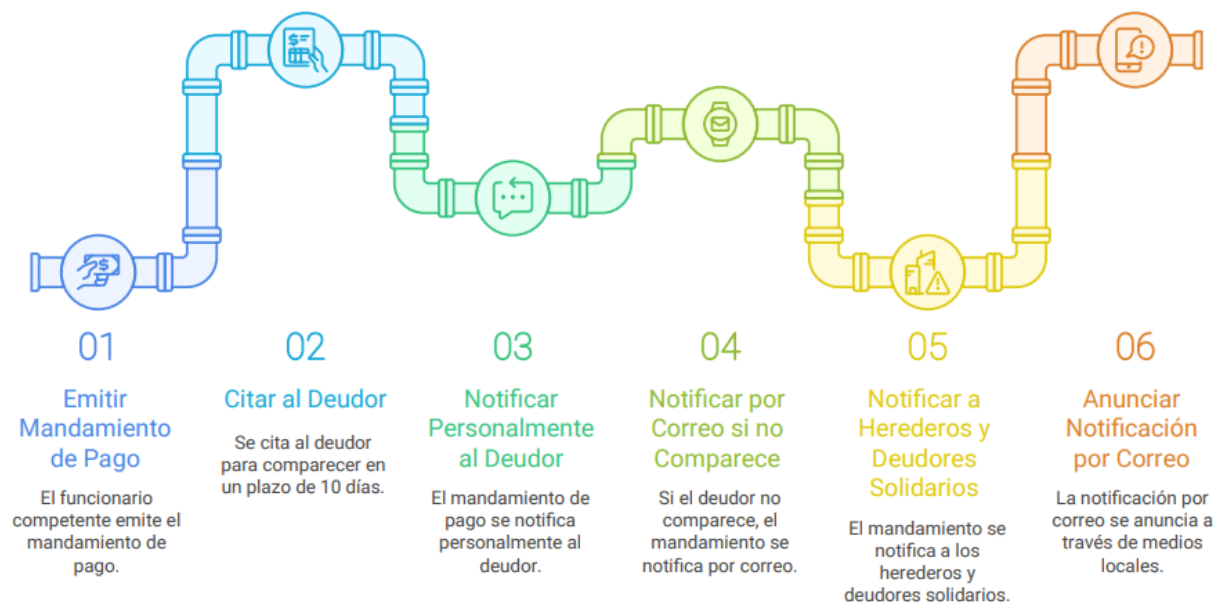 01
Emitir
Mandamiento
de Pago
El funcionario
competente emite el
mandamiento de
pago.
02
Citar al Deudor
Se cita al deudor
para comparecer en
un plazo de 10 días.
03
Notificar
Personalmente
al Deudor
El mandamiento de
pago se notifica
personalmente al
deudor.
04
Notificar por
Correo si no
Comparece
Si el deudor no
comparece, el
mandamiento se
notifica por correo.
05
Notificar a
Herederos y
Deudores
Solidarios
El mandamiento se
notifica a los
herederos y
deudores solidarios.
06
Anunciar
Notificación
por Correo
La notificación por
correo se anuncia a
través de medios
locales.